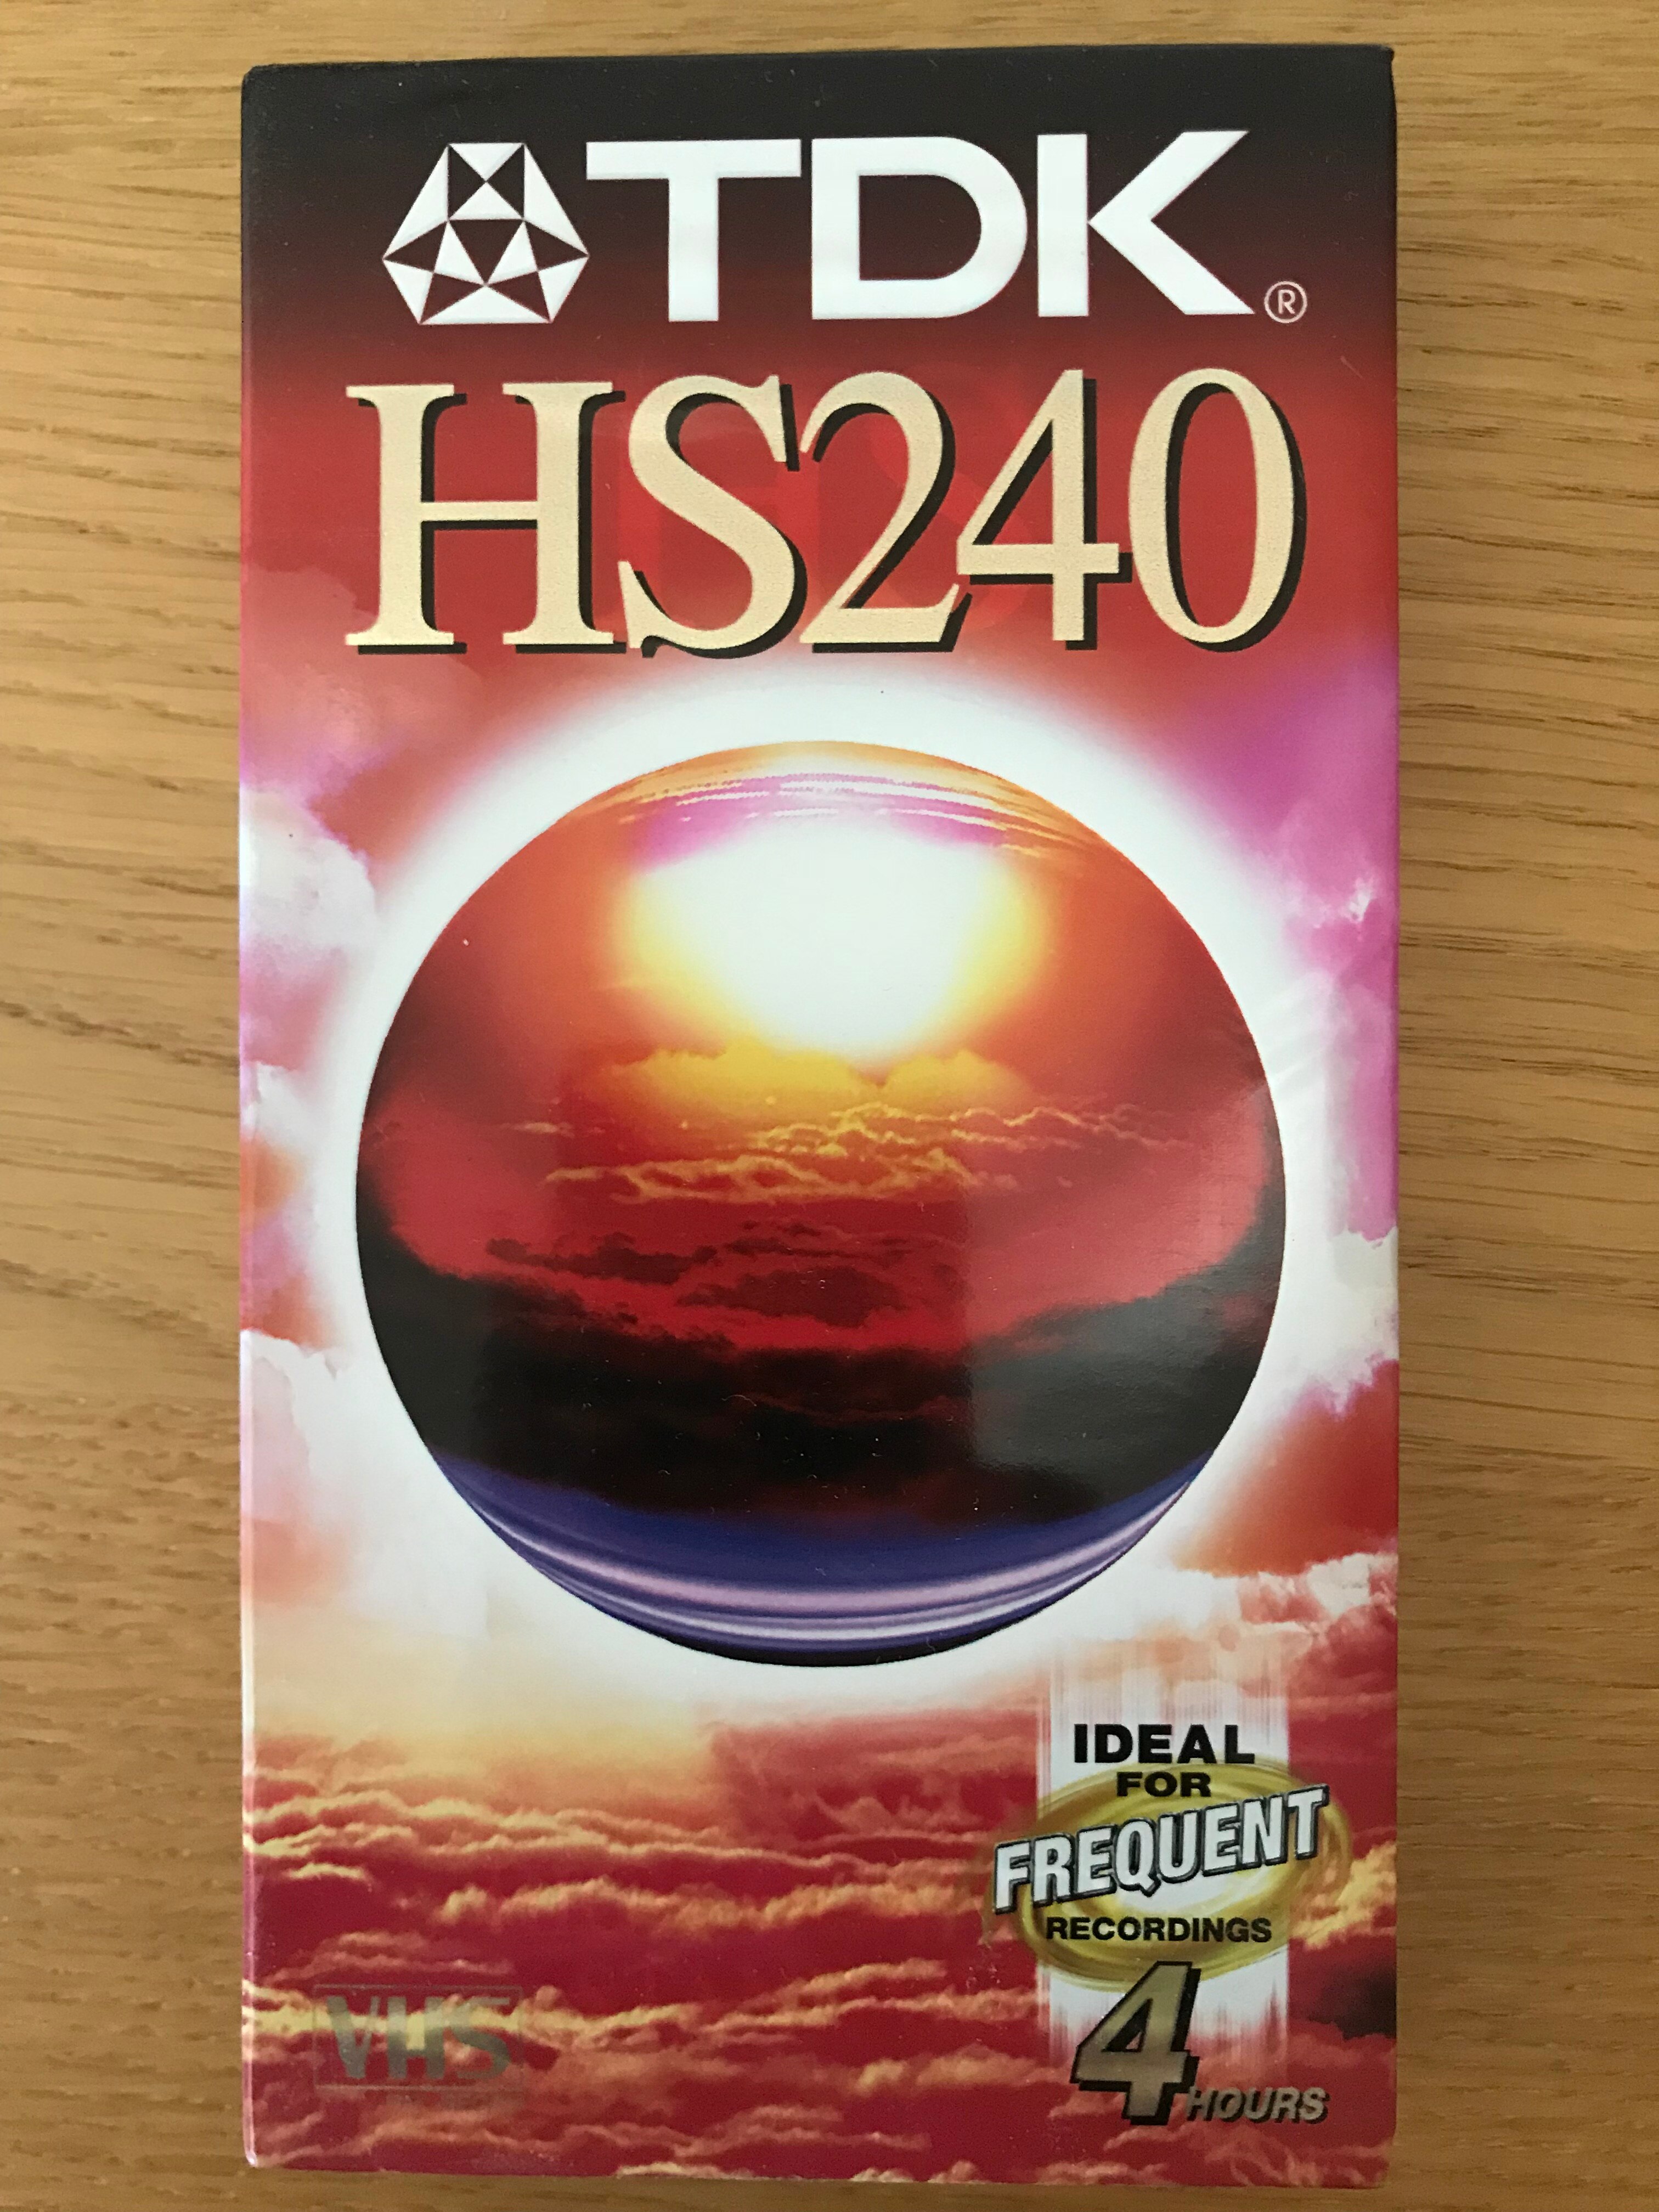 TDK®
HS240
IDEAL
FOR
FREQUENT
RECORDINGS
4 HOURS
VHS